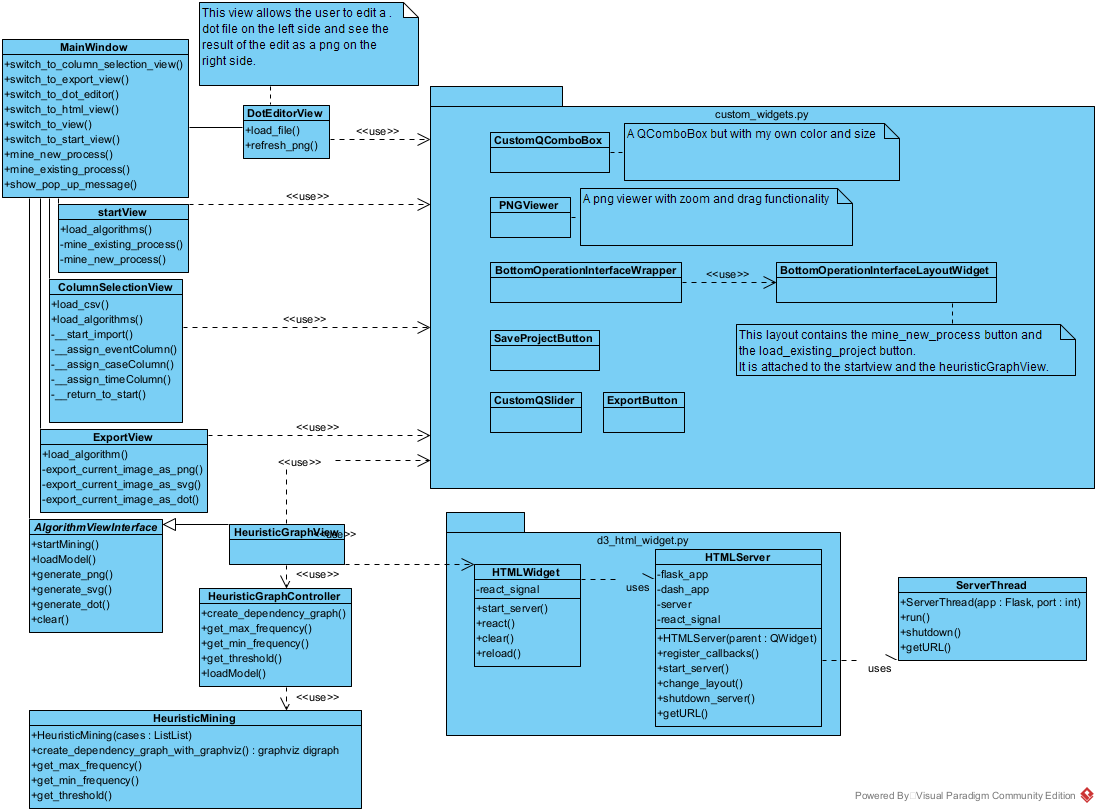 This view allows the user to edit a .
dot file on the left side and see the
result of the edit as a png on the
right side.
MainWindow
+switch_to_column_selection_view()
+switch_to_export_view()
+switch_to_dot_editor()
+switch_to_html_view()
+switch_to_view()
+switch_to_start_view()
+mine_new_process()
+mine_existing_process()
+show_pop_up_message()
DotEditorView
+load_file()
+refresh_png()
<<use>>
custom_widgets.py
CustomQComboBox
A QComboBox but with my own color and size
PNGViewer
A png viewer with zoom and drag functionality
BottomOperationInterfaceWrapper
<<use>>
BottomOperationInterfaceLayoutWidget
This layout contains the mine_new_process button and
the load_existing_project button.
It is attached to the startview and the heuristicGraphView.
SaveProjectButton
CustomQSlider
ExportButton
<<use>>
startView
+load_algorithms()
-mine_existing_process()
-mine_new_process()
ColumnSelectionView
+load_csv()
+load_algorithms()
-__start_import()
-__assign_eventColumn()
-__assign_caseColumn()
-__assign_timeColumn()
-__return_to_start()
<<use>>
ExportView
+load_algorithm()
-export_current_image_as_png()
-export_current_image_as_svg()
-export_current_image_as_dot()
<<use>>
<<use>>
AlgorithmViewInterface
+startMining()
+loadModel()
+generate_png()
+generate_svg()
+generate_dot()
+clear()
HeuristicGraphView
<<use>>
<<use>>
HeuristicGraphController
+create_dependency_graph()
+get_max_frequency()
+get_min_frequency()
+get_threshold()
+loadModel()
<<use>>
HeuristicMining
+HeuristicMining(cases : ListList)
+create_dependency_graph_with_graphviz() : graphviz digraph
+get_max_frequency()
+get_min_frequency()
+get_threshold()
d3_html_widget.py
HTMLWidget
-react_signal
+start_server()
+react()
+clear()
+reload()
uses
HTMLServer
-flask_app
-dash_app
-server
-react_signal
+HTMLServer(parent : QWidget)
+register_callbacks()
+start_server()
+change_layout()
+shutdown_server()
+getURL()
uses
ServerThread
+ServerThread(app : Flask, port : int)
+run()
+shutdown()
+getURL()
Powered By Visual Paradigm Community Edition